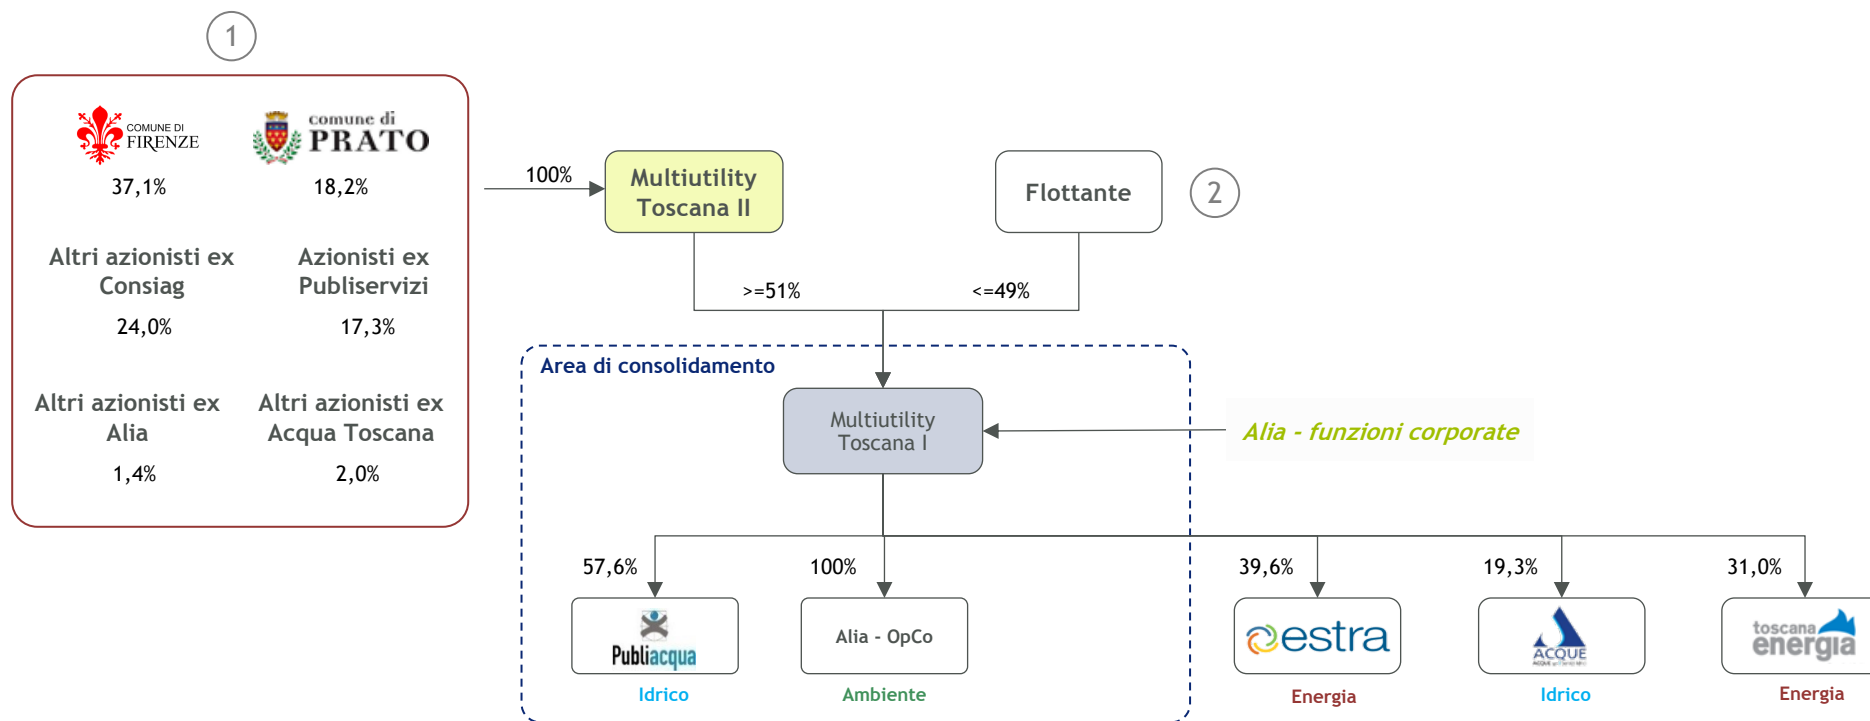 1
COMUNE DI
FIRENZE
comune di
PRATO
37,1%
18,2%
Altri azionisti ex
Consiag
24,0%
Azionisti ex
Publiservizi
17,3%
Altri azionisti ex
Alia
1,4%
Altri azionisti ex
Acqua Toscana
2,0%
100%
Multiutility
Toscana II
Flottante
2
>=51%
<=49%
Area di consolidamento
Multiutility
Toscana I
Alia - funzioni corporate
57,6%
100%
39,6%
19,3%
31,0%
Publiacqua
Alia - OpCo
estra
ACQUE
toscana
energia
Idrico
Ambiente
Energia
Idrico
Energia